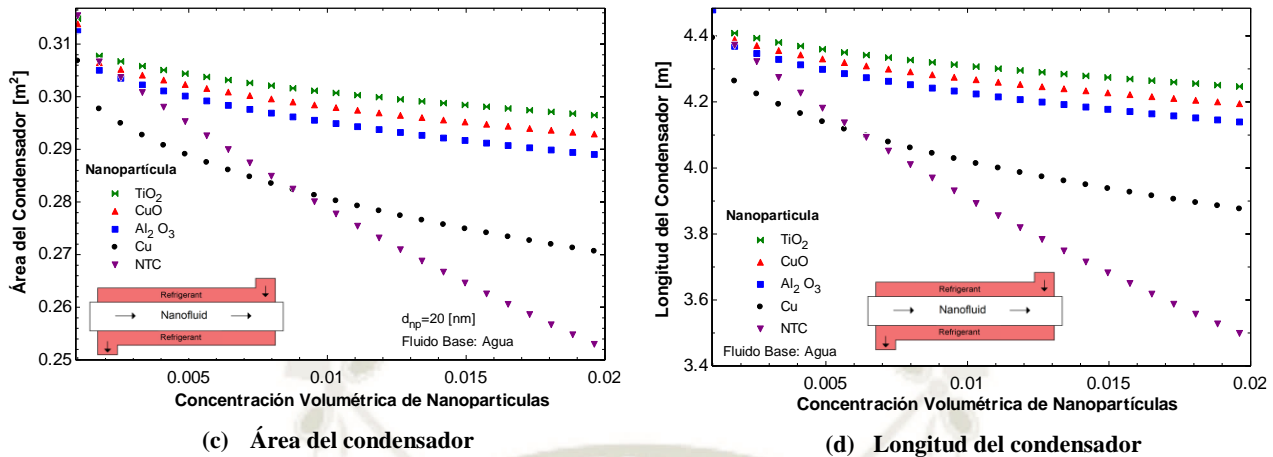 Área del Condensador [m2]
0.31
0.30
0.29
0.28
0.27
0.26
0.25
0.005
0.01
0.015
0.02
Nanopartícula
TiO2
CuO
Al2 O3
Cu
NTC
Refrigerant
Nanofluid
Refrigerant
dnp=20 [nm]
Fluido Base: Agua
Concentración Volumétrica de Nanoparticulas
(c) Área del condensador
Longitud del Condensador [m]
4.4
4.2
4.0
3.8
3.6
3.4
0.005
0.01
0.015
0.02
Nanoparticula
TiO2
CuO
Al2 O3
Cu
NTC
Refrigerant
Nanofluid
Refrigerant
Fluido Base: Agua
Concentración Volumétrica de Nanopartículas
(d) Longitud del condensador